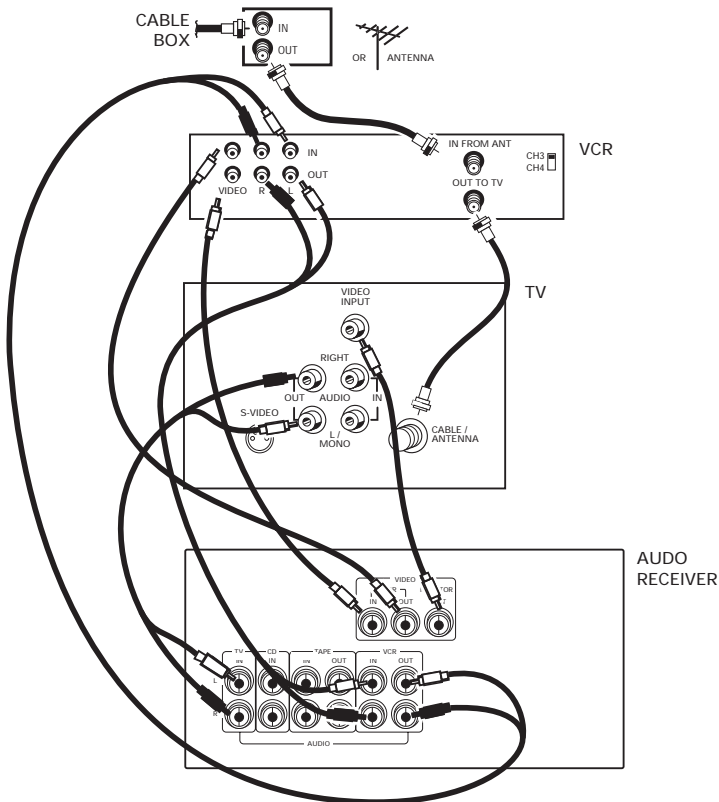 CABLE
BOX
IN
OUT
OR
ANTENNA
IN FROM ANT
CH3
CH4
VCR
IN
OUT
OUT TO TV
VIDEO R L
VIDEO
INPUT
TV
RIGHT
OUT AUDIO IN
S-VIDEO
L /
MONO
CABLE /
ANTENNA
AUDO
RECEIVER
VIDEO
IN OUT
TV CD TAPE VCR
IN IN IN OUT IN OUT
L
R
AUDIO